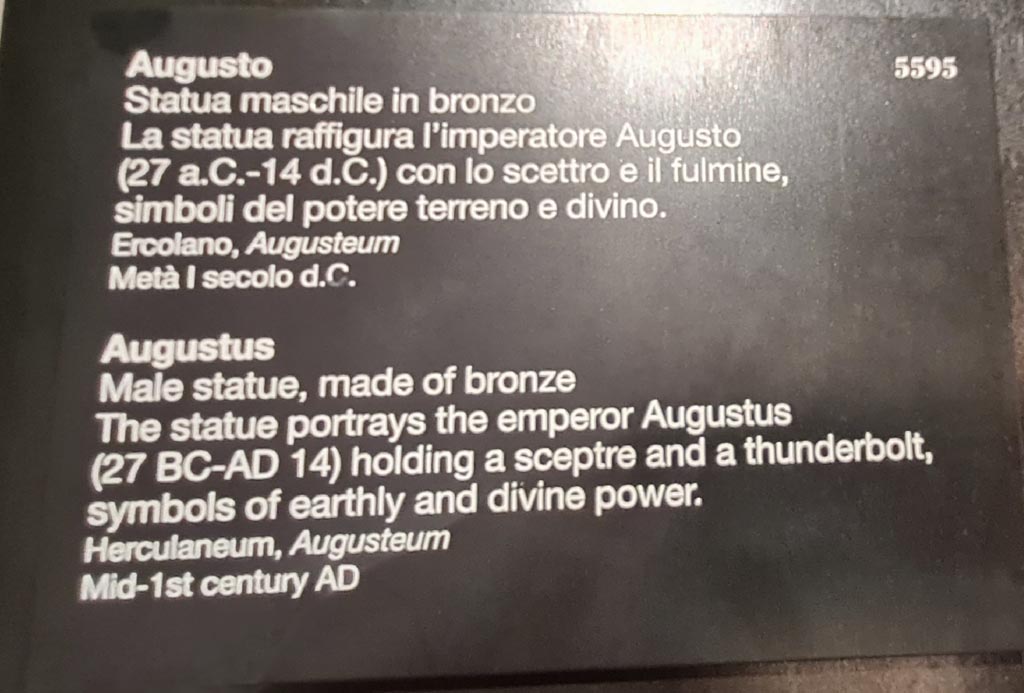 Augusto
5595
Statua maschile in bronzo
La statua raffigura l'imperatore Augusto
(27 a.C.-14 d.C.) con lo scettro e il fulmine,
simboli del potere terreno e divino.
Ercolano, Augusteum
Metà I secolo d.C.
Augustus
Male statue, made of bronze
The statue portrays the emperor Augustus
(27 BC-AD 14) holding a sceptre and a thunderbolt,
symbols of earthly and divine power.
Herculaneum, Augusteum
Mid-1st century AD